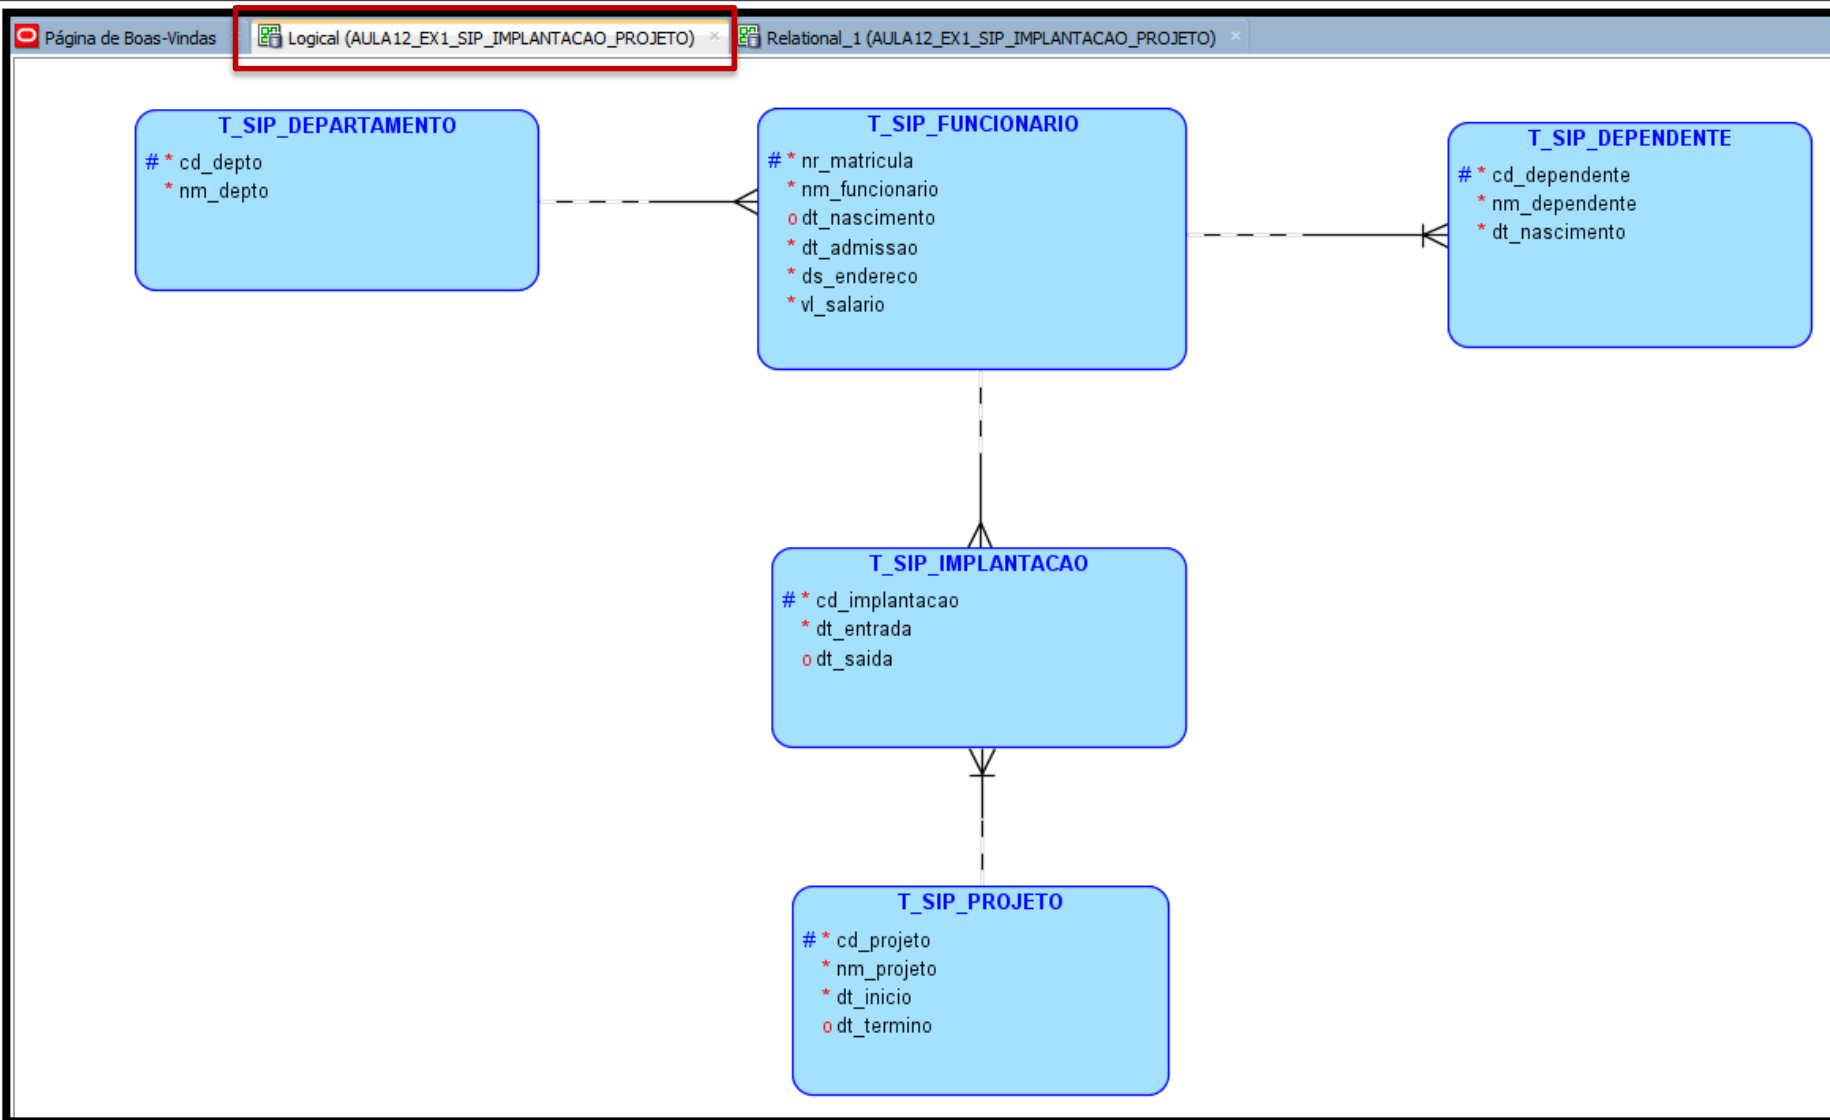 Página de Boas-Vindas
Logical (AULA12_EX1_SIP_IMPLANTACAO_PROJETO)
Relational_1 (AULA12_EX1_SIP_IMPLANTACAO_PROJETO)
T_SIP_DEPARTAMENTO
# * cd_depto
* nm_depto
T_SIP_FUNCIONARIO
# * nr_matricula
* nm_funcionario
o dt_nascimento
* dt_admissao
* ds_endereco
* vl_salario
T_SIP_DEPENDENTE
# * cd_dependente
* nm_dependente
* dt_nascimento
T_SIP_IMPLANTACAO
# * cd_implantacao
* dt_entrada
o dt_saida
T_SIP_PROJETO
# * cd_projeto
* nm_projeto
* dt_inicio
o dt_termino